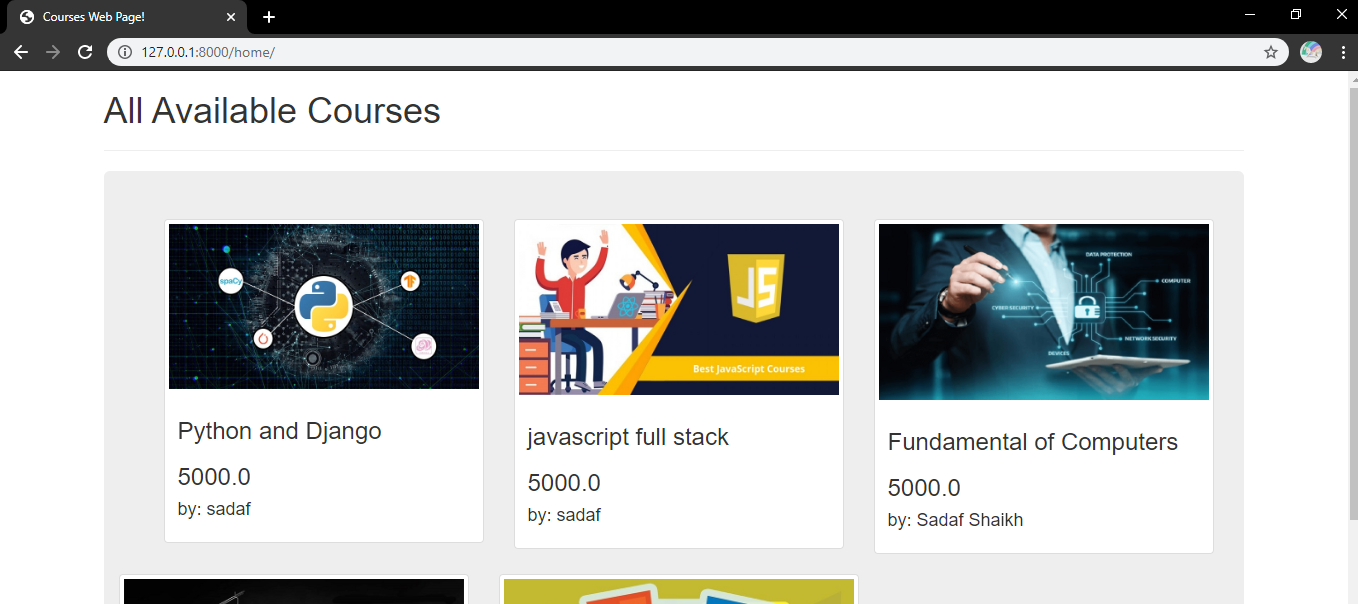 Courses Web Page!
127.0.0.1:8000/home/
All Available Courses
spaCy
JS
Best JavaScript Courses
DATA PROTECTION
COMPUTER
CYBER SECURITY
NETWORK SECURITY
DEVICES
Python and Django
5000.0
by: sadaf
javascript full stack
5000.0
by: sadaf
Fundamental of Computers
5000.0
by: Sadaf Shaikh